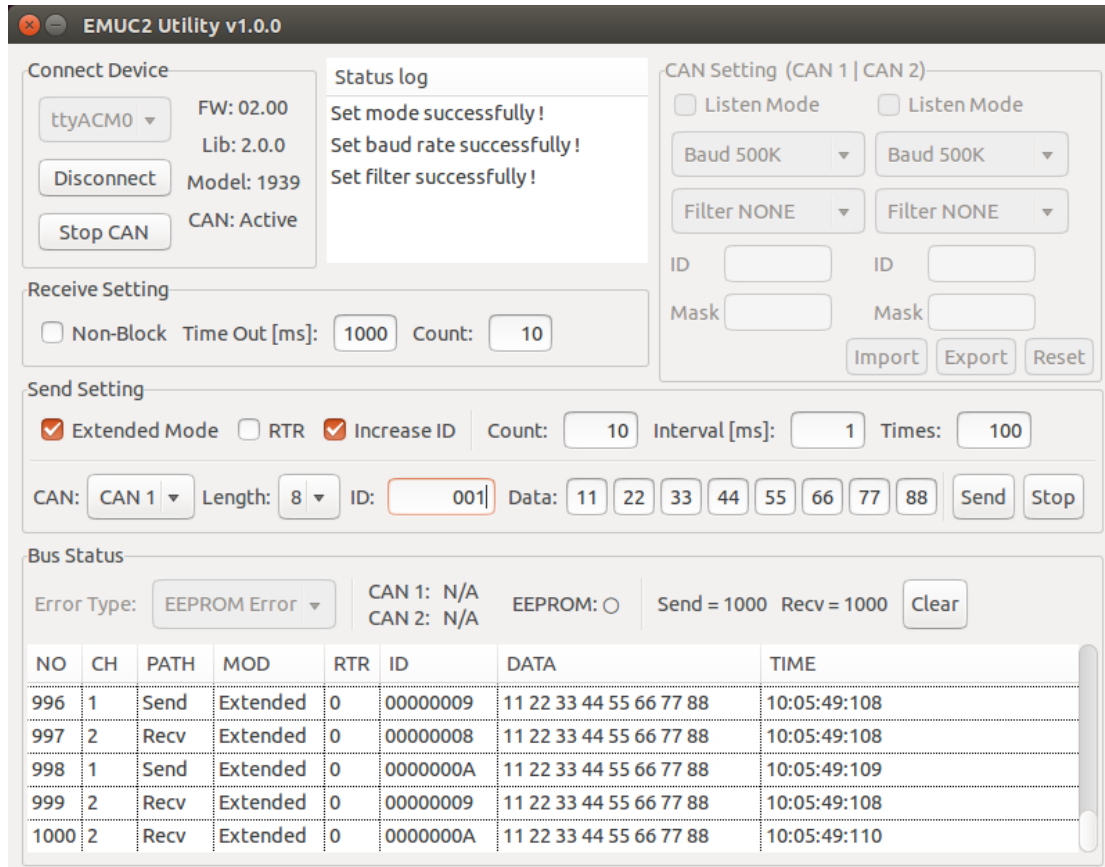 EMUC2 Utility v1.0.0
Connect Device
ttyACM0
FW: 02.00
Lib: 2.0.0
Disconnect
Model: 1939
Stop CAN
CAN: Active
Status log
Set mode successfully !
Set baud rate successfully !
Set filter successfully !
CAN Setting (CAN 1 | CAN 2)
Listen Mode Listen Mode
Baud 500K Baud 500K
Filter NONE Filter NONE
ID ID
Mask Mask
Import Export Reset
Receive Setting
Non-Block Time Out [ms]: 1000 Count: 10
Send Setting
Extended Mode RTR Increase ID Count: 10 Interval [ms]: 1 Times: 100
CAN: CAN 1 Length: 8 ID: 001 Data: 11 22 33 44 55 66 77 88 Send Stop
Bus Status
Error Type: EEPROM Error CAN 1: N/A
CAN 2: N/A
EEPROM: Send = 1000 Recv = 1000 Clear
NO CH PATH MOD RTR ID DATA TIME
996 1 Send Extended 0 00000009 11 22 33 44 55 66 77 88 10:05:49:108
997 2 Recv Extended 0 00000008 11 22 33 44 55 66 77 88 10:05:49:108
998 1 Send Extended 0 0000000A 11 22 33 44 55 66 77 88 10:05:49:109
999 2 Recv Extended 0 00000009 11 22 33 44 55 66 77 88 10:05:49:108
1000 2 Recv Extended 0 0000000A 11 22 33 44 55 66 77 88 10:05:49:110